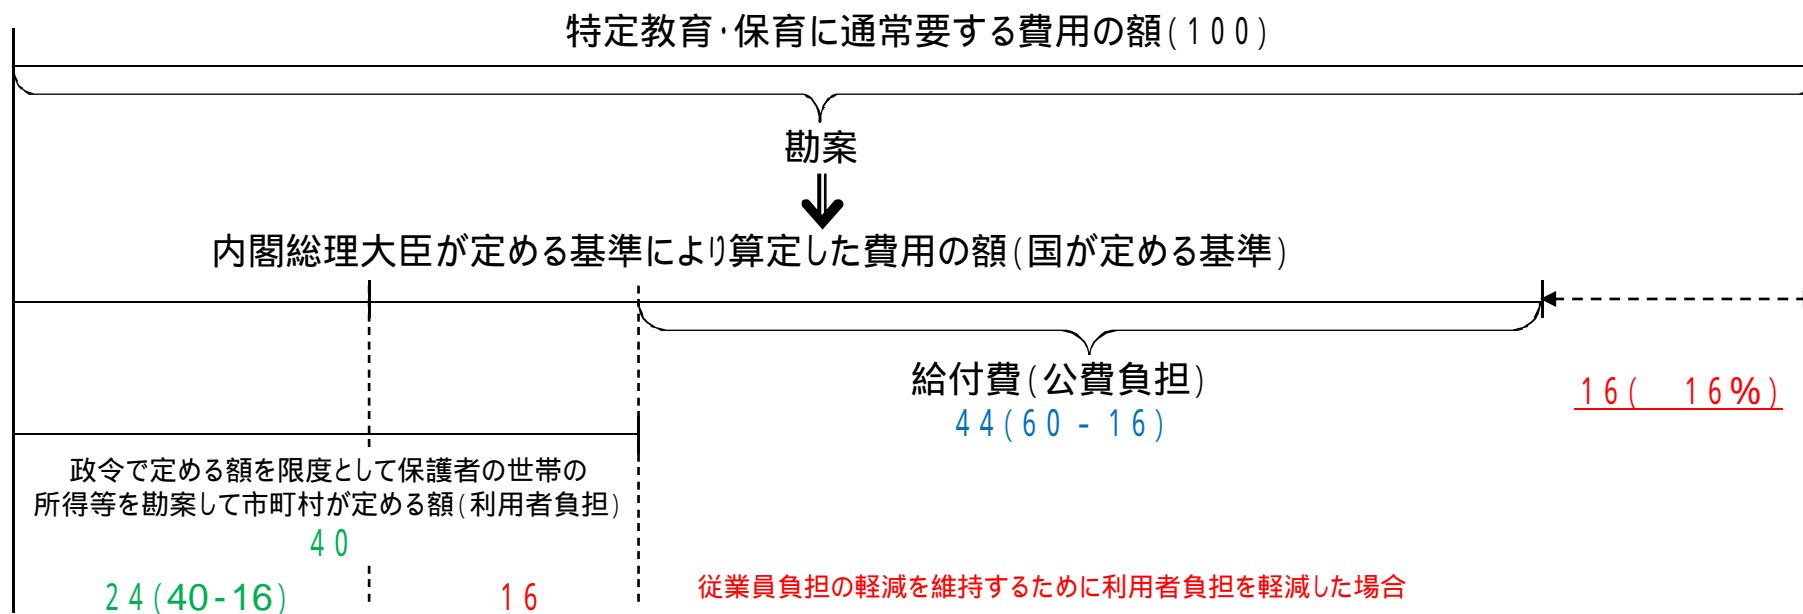 特定教育・保育に通常要する費用の額(100)
勘案
内閣総理大臣が定める基準により算定した費用の額(国が定める基準)
給付費(公費負担)
44(60-16)
16( 16%)
政令で定める額を限度として保護者の世帯の
所得等を勘案して市町村が定める額(利用者負担)
40
24(40-16)
16
従業員負担の軽減を維持するために利用者負担を軽減した場合